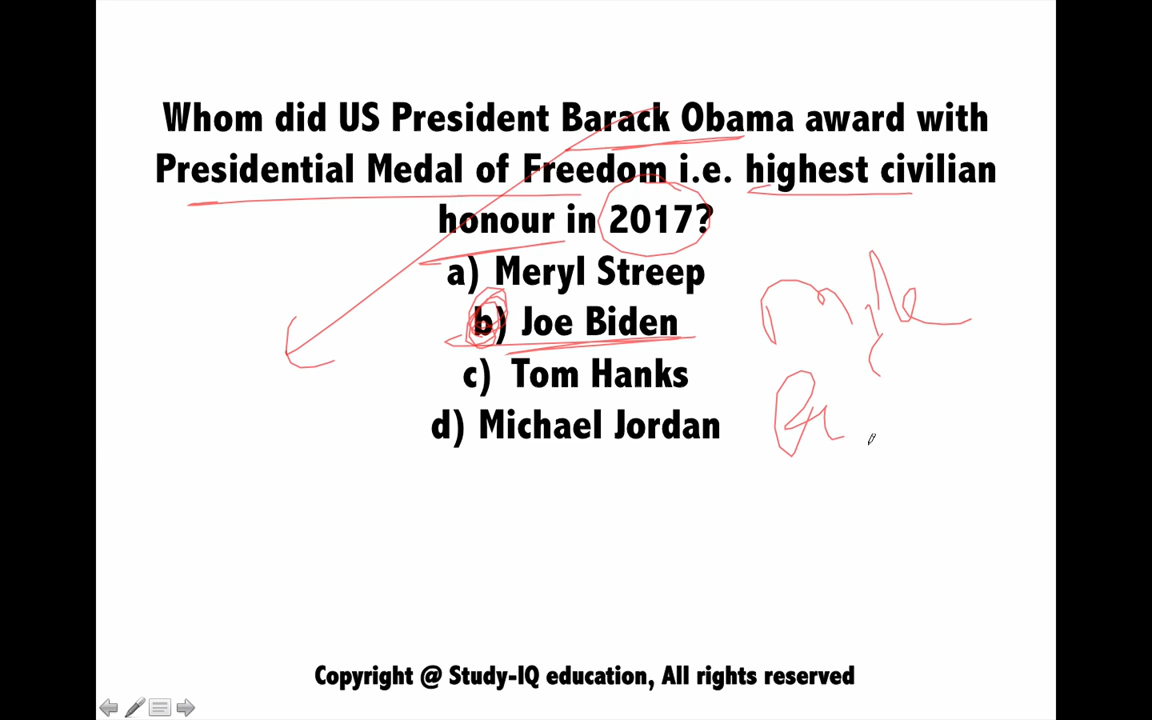 Whom did US President Barack Obama award with
Presidential Medal of Freedom i.e. highest civilian
honour in 2017?
a) Meryl Streep
b) Joe Biden
c) Tom Hanks
d) Michael Jordan
Copyright @ Study-IQ education, All rights reserved